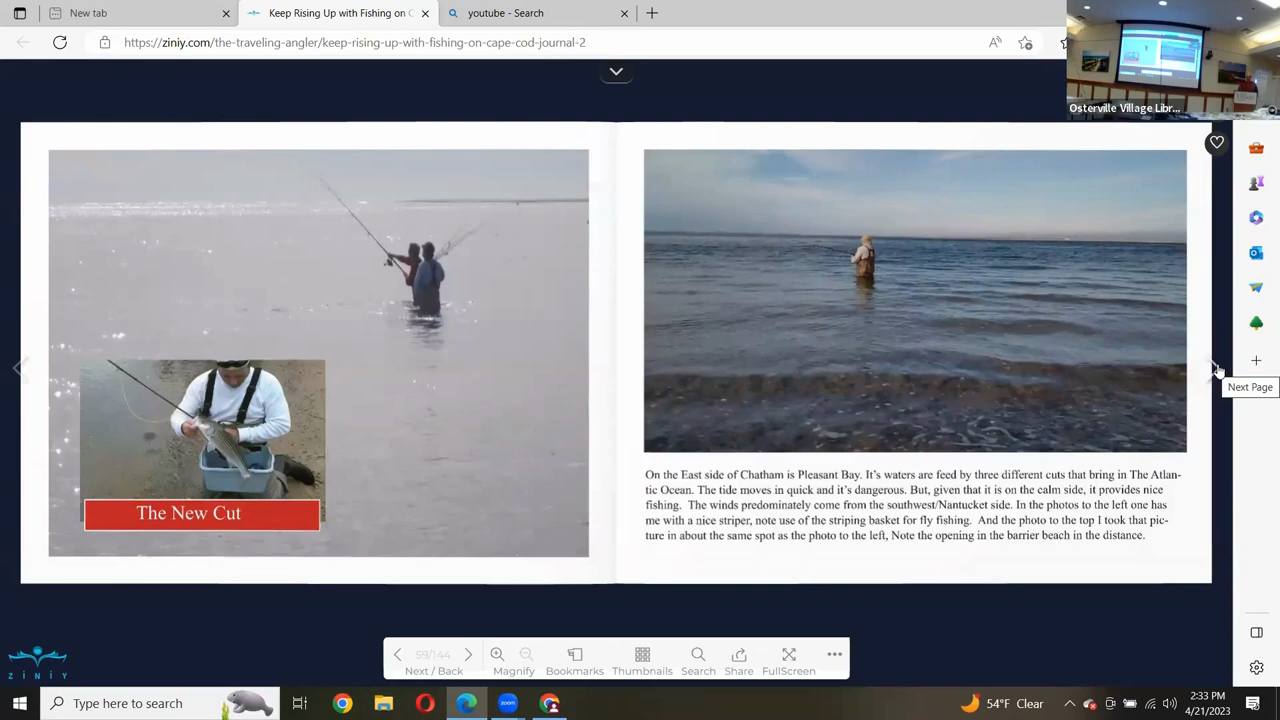 New tab
Keep Rising Up with Fishing on C
youtube - Search
https://ziniy.com/the-traveling-angler/keep-rising-up-with-fishing-on-cape-cod-journal-2
Osterville Village Libr...
Next Page
The New Cut
On the East side of Chatham is Pleasant Bay. It's waters are feed by three different cuts that bring in The Atlan-
tic Ocean. The tide moves in quick and it's dangerous. But, given that it is on the calm side, it provides nice
fishing. The winds predominately come from the southwest/Nantucket side. In the photos to the left one has
me with a nice striper, note use of the striping basket for fly fishing. And the photo to the top I took that pic-
ture in about the same spot as the photo to the left, Note the opening in the barrier beach in the distance.
59/144
Next / Back
Magnify
Bookmarks
Thumbnails
Search
Share
FullScreen
ZINIY
Type here to search
zoom
54°F Clear
2:33 PM
4/21/2023